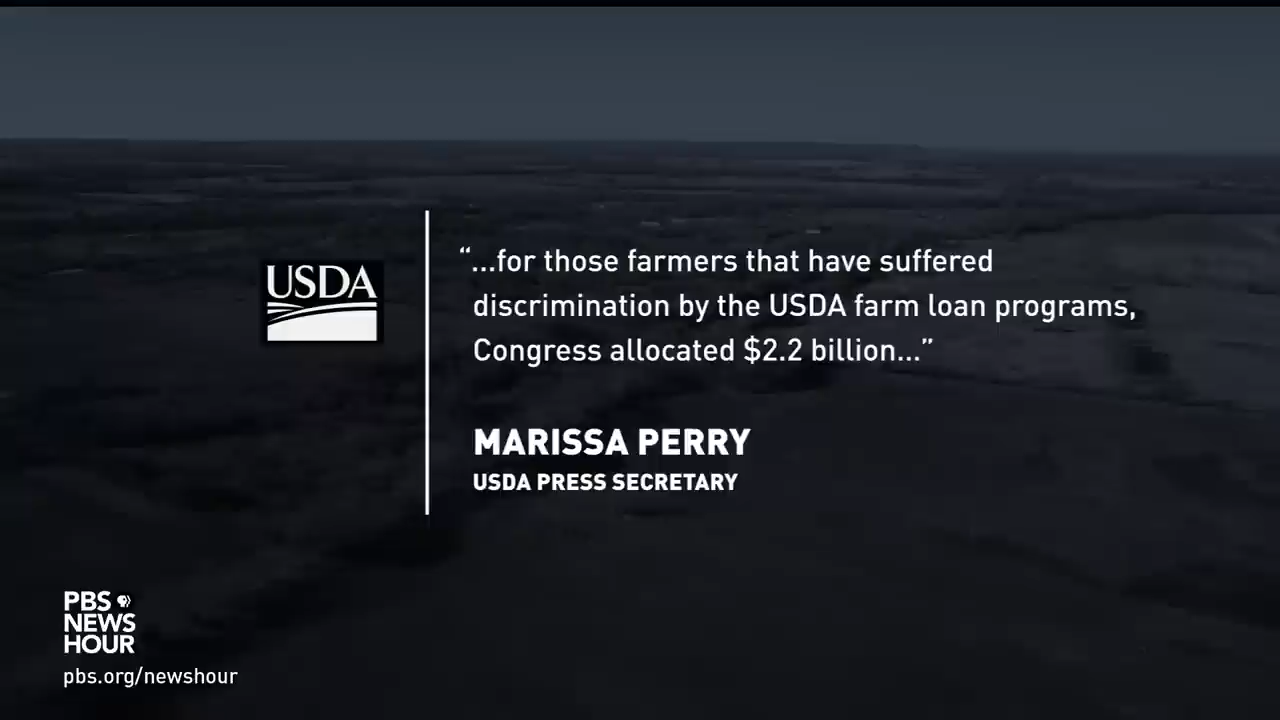 USDA
“...for those farmers that have suffered
discrimination by the USDA farm loan programs,
Congress allocated $2.2 billion...”
MARISSA PERRY
USDA PRESS SECRETARY
PBS
NEWS
HOUR
pbs.org/newshour